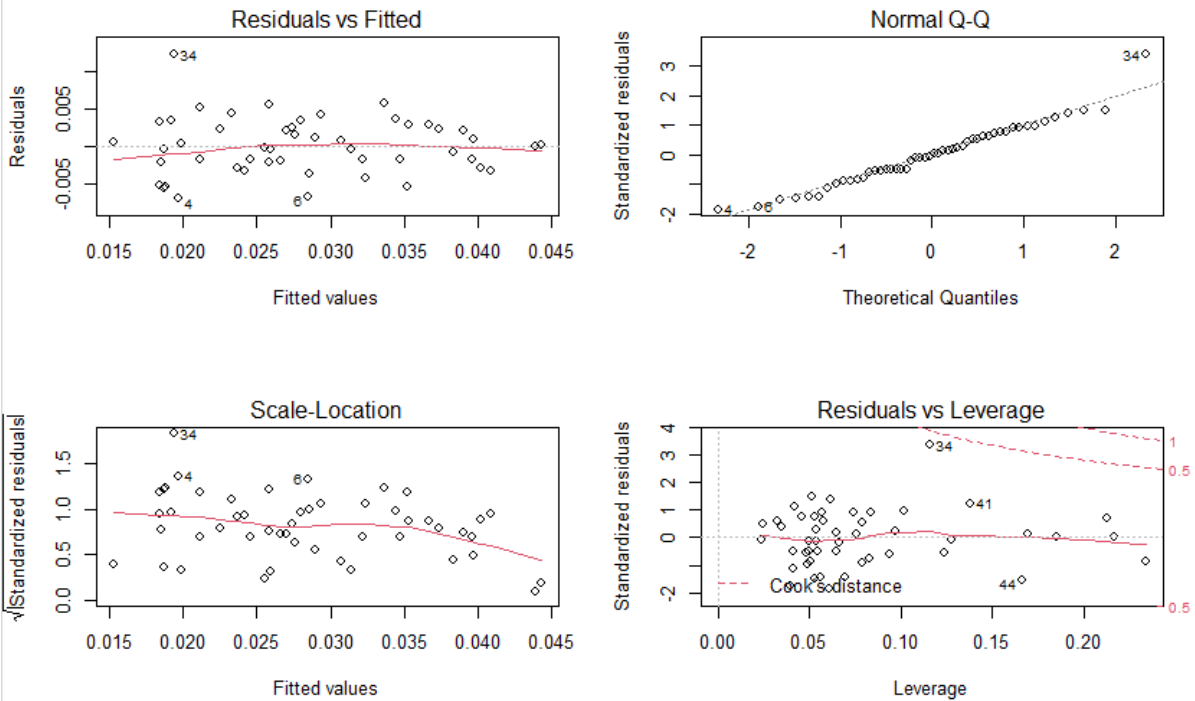 Residuals vs Fitted
Residuals
0.005
-0.005
34
4
6
0.015 0.020 0.025 0.030 0.035 0.040 0.045
Fitted values
Normal Q-Q
Standardized residuals
3
2
1
0
-2
34
4
6
-2 -1 0 1 2
Theoretical Quantiles
Scale-Location
√|Standardized residuals|
1.5
1.0
0.5
0.0
34
4
6
0.015 0.020 0.025 0.030 0.035 0.040 0.045
Fitted values
Residuals vs Leverage
Standardized residuals
4
2
1
0
-2
34
41
44
1
0.5
0.5
Cook's distance
0.00 0.05 0.10 0.15 0.20
Leverage